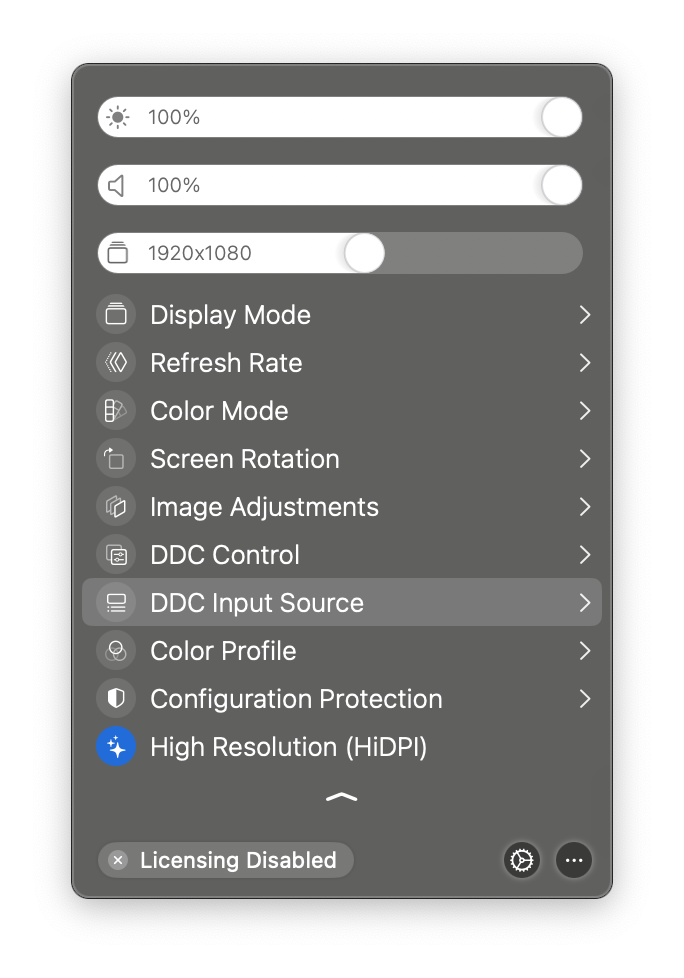 100%
100%
1920x1080
Display Mode
Refresh Rate
Color Mode
Screen Rotation
Image Adjustments
DDC Control
DDC Input Source
Color Profile
Configuration Protection
High Resolution (HiDPI)
Licensing Disabled